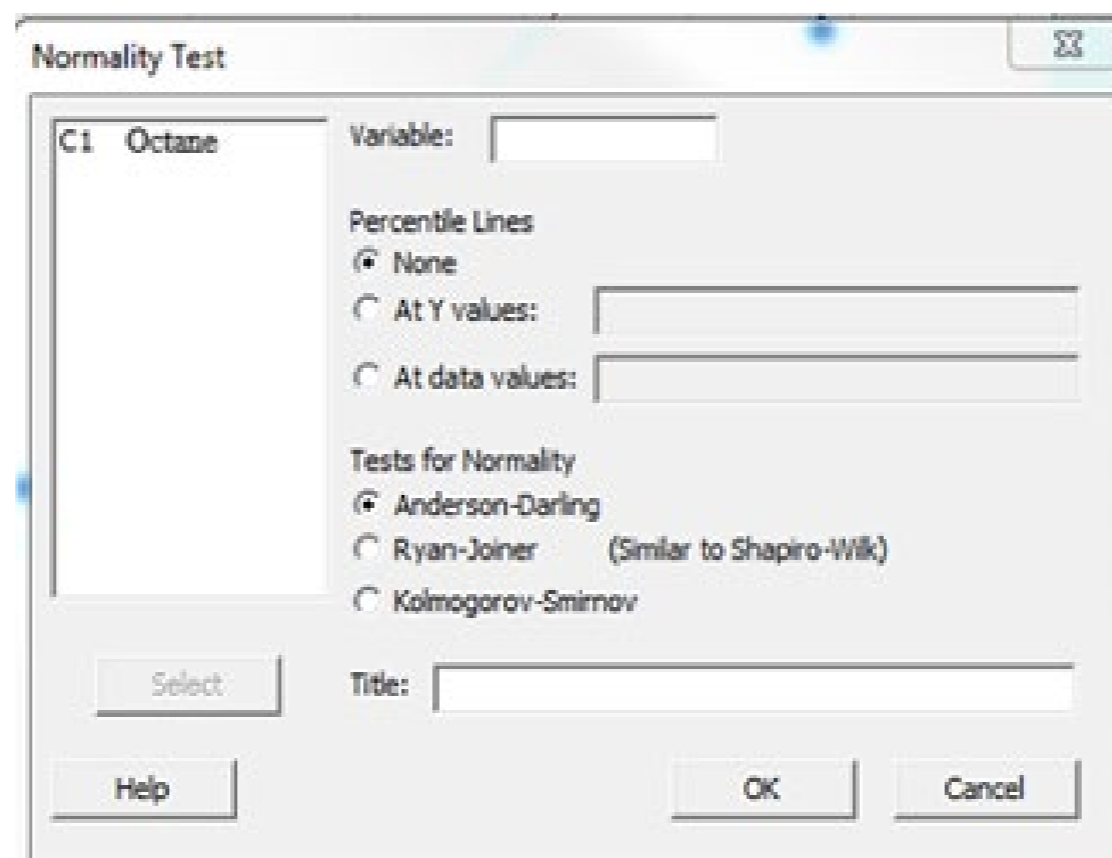 Normality Test
C1 Octane
Variable:
Percentile Lines
None
At Y values:
At data values:
Tests for Normality
Anderson-Darling
Ryan-Joiner (Similar to Shapiro-Wilk)
Kolmogorov-Smirnov
Select
Title:
Help
OK
Cancel